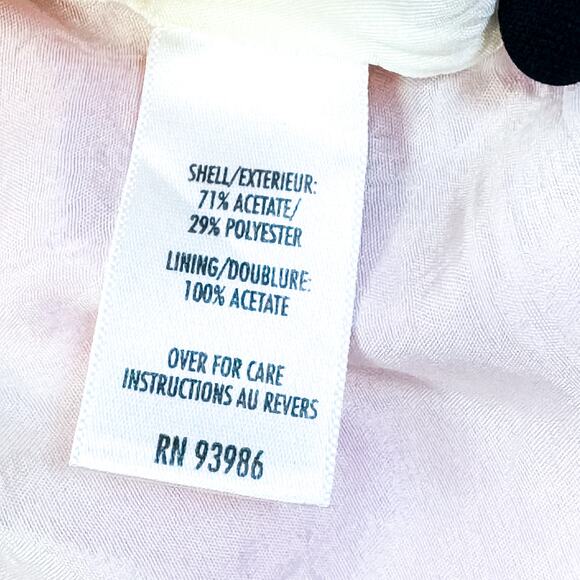 SHELL/EXTERIEUR:
71% ACETATE/
29% POLYESTER
LINING/DOUBLURE:
100% ACETATE
OVER FOR CARE
INSTRUCTIONS AU REVERS
RN 93986